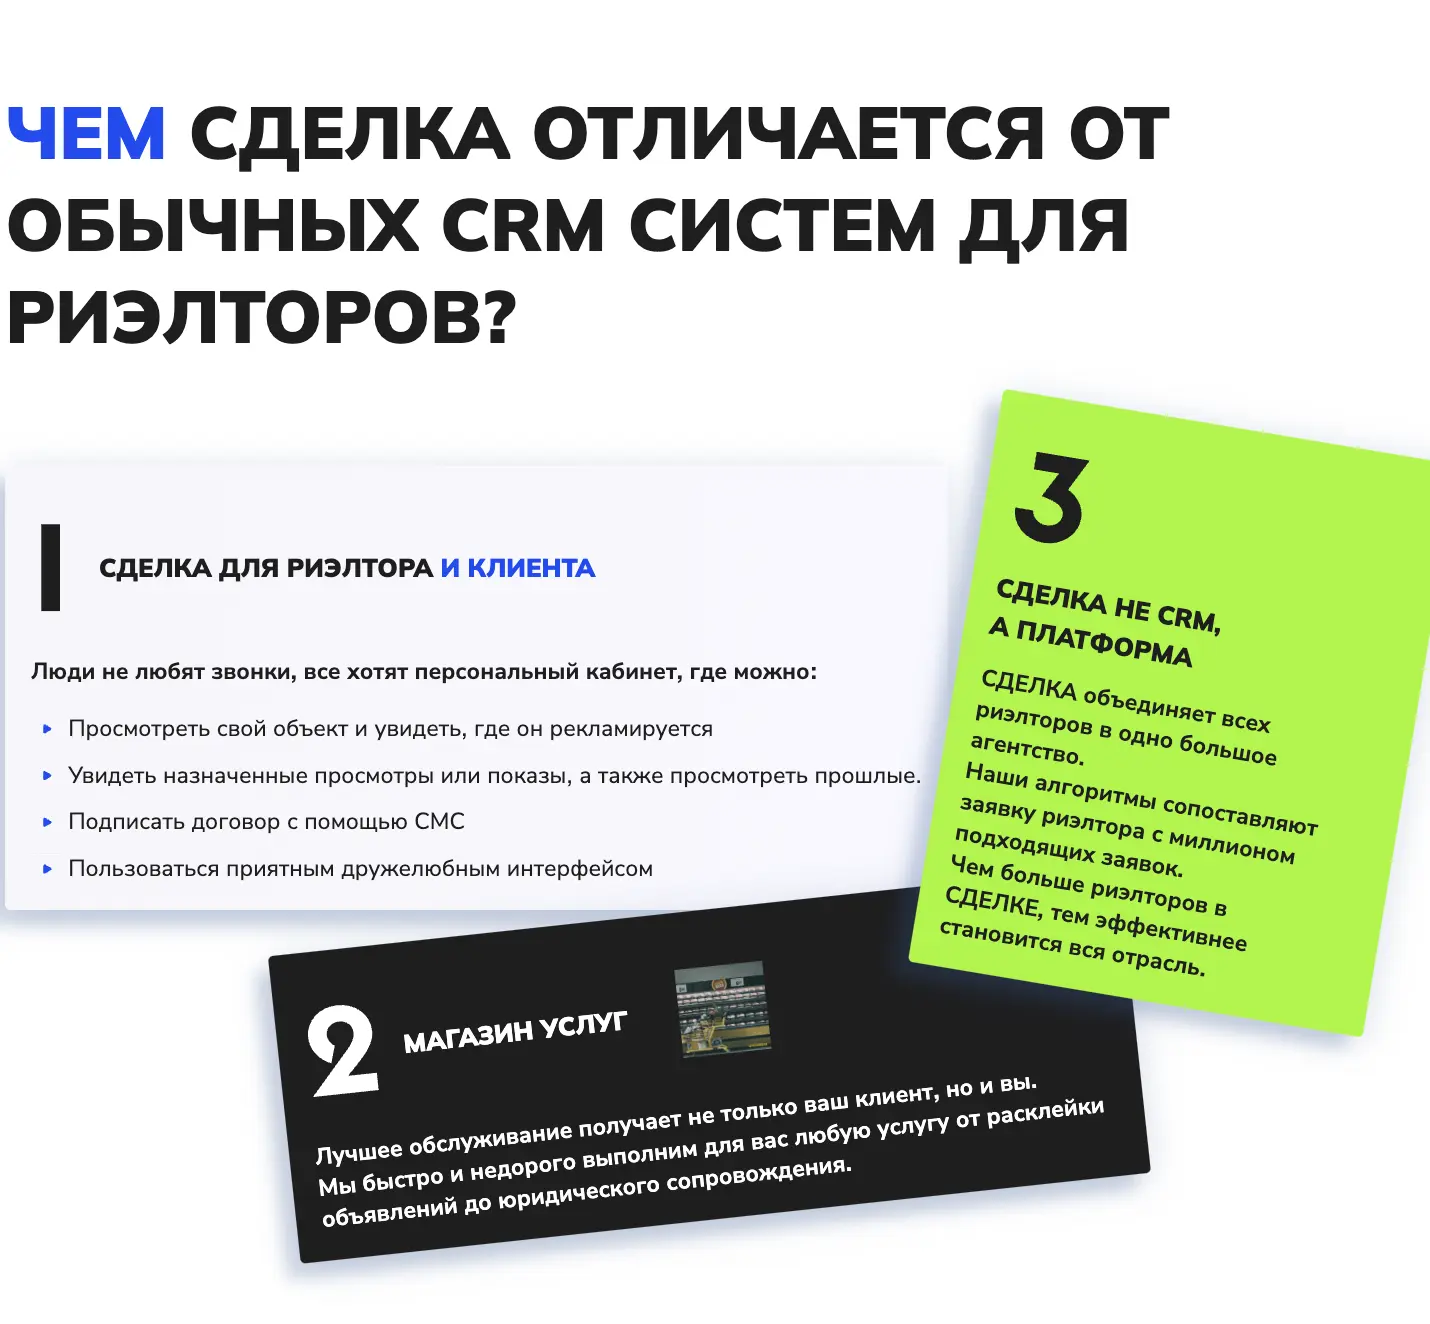 ЧЕМ СДЕЛКА ОТЛИЧАЕТСЯ ОТ
ОБЫЧНЫХ CRM СИСТЕМ ДЛЯ
РИЭЛТОРОВ?
СДЕЛКА ДЛЯ РИЭЛТОРА И КЛИЕНТА
Люди не любят звонки, все хотят персональный кабинет, где можно:
Просмотреть свой объект и увидеть, где он рекламируется
Увидеть назначенные просмотры или показы, а также просмотреть прошлые.
Подписать договор с помощью СМС
Пользоваться приятным дружелюбным интерфейсом
2
МАГАЗИН УСЛУГ
Лучшее обслуживание получает не только ваш клиент, но и вы.
Мы быстро и недорого выполним для вас любую услугу от расклейки
объявлений до юридического сопровождения.
3
СДЕЛКА НЕ CRM,
А ПЛАТФОРМА
СДЕЛКА объединяет всех
риэлторов в одно большое
агентство.
Наши алгоритмы сопоставляют
заявку риэлтора с миллионом
подходящих заявок.
Чем больше риэлторов в
СДЕЛКЕ, тем эффективнее
становится вся отрасль.